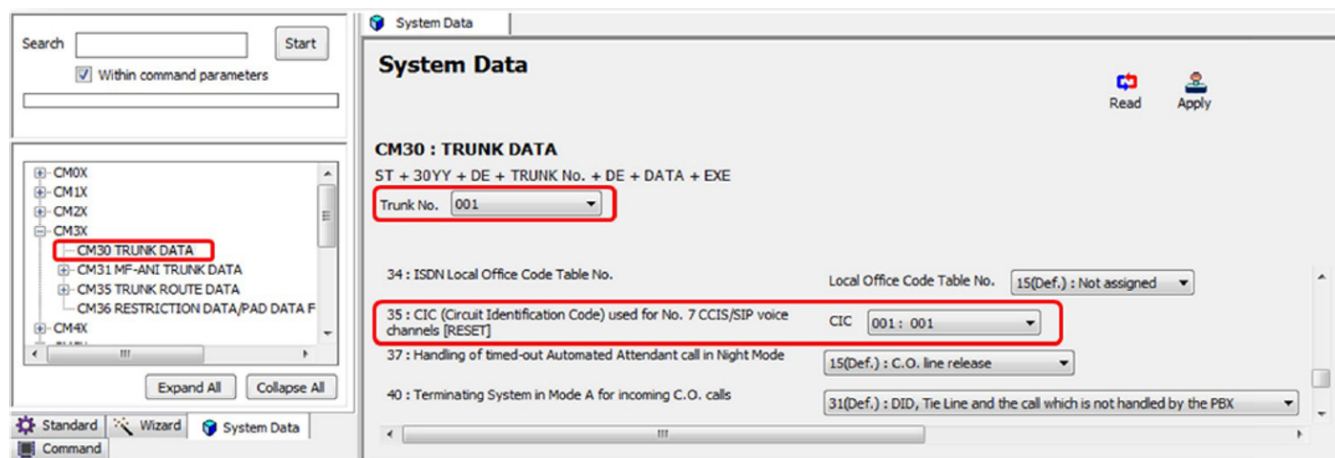 Search
Start
Within command parameters
CM0X
CM1X
CM2X
CM3X
CM30 TRUNK DATA
CM31 MF-ANI TRUNK DATA
CM35 TRUNK ROUTE DATA
CM36 RESTRICTION DATA/PAD DATA F
CM4X
Expand All
Collapse All
Standard
Wizard
System Data
Command
System Data
System Data
Read
Apply
CM30 : TRUNK DATA
ST + 30YY + DE + TRUNK No. + DE + DATA + EXE
Trunk No. 001
34 : ISDN Local Office Code Table No.
Local Office Code Table No. 15(Def.) : Not assigned
35 : CIC (Circuit Identification Code) used for No. 7 CCIS/SIP voice
channels [RESET]
CIC 001 : 001
37 : Handling of timed-out Automated Attendant call in Night Mode
15(Def.) : C.O. line release
40 : Terminating System in Mode A for incoming C.O. calls
31(Def.) : DID, Tie Line and the call which is not handled by the PBX